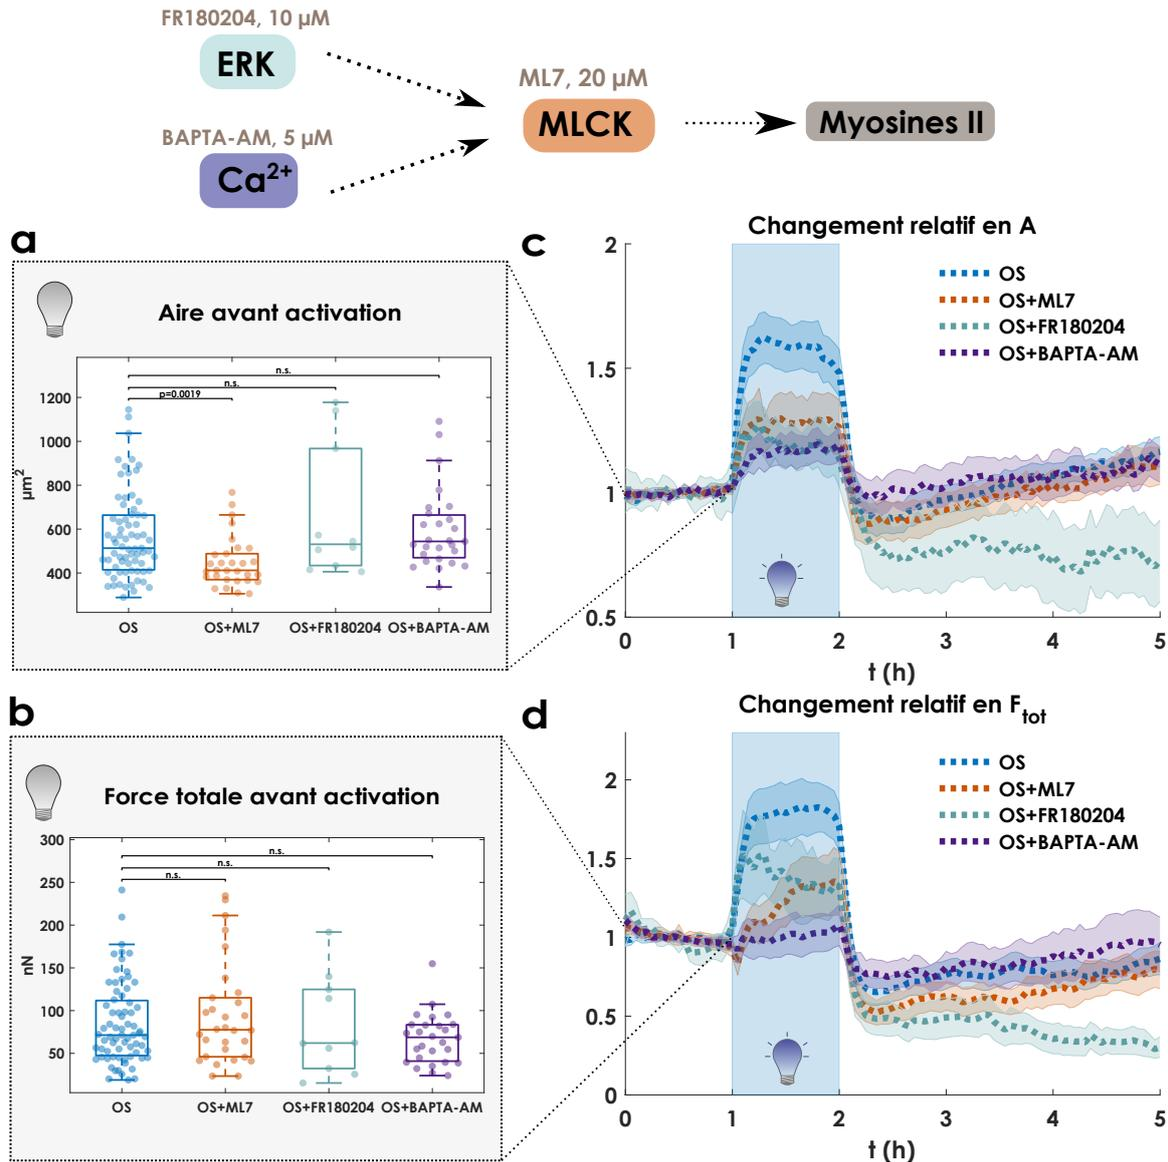 FR180204, 10 µM
ERK
ML7, 20 µM
MLCK
Myosines II
BAPTA-AM, 5 µM
Ca²⁺
a
Aire avant activation
n.s.
n.s.
p=0.0019
1200
1000
800
600
400
µm²
OS OS+ML7 OS+FR180204 OS+BAPTA-AM
c
Changement relatif en A
OS
OS+ML7
OS+FR180204
OS+BAPTA-AM
2
1.5
1
0.5
0 1 2 3 4 5
t (h)
b
Force totale avant activation
n.s.
n.s.
n.s.
300
250
200
150
100
50
nN
OS OS+ML7 OS+FR180204 OS+BAPTA-AM
d
Changement relatif en Ftot
OS
OS+ML7
OS+FR180204
OS+BAPTA-AM
2
1.5
1
0.5
0
0 1 2 3 4 5
t (h)